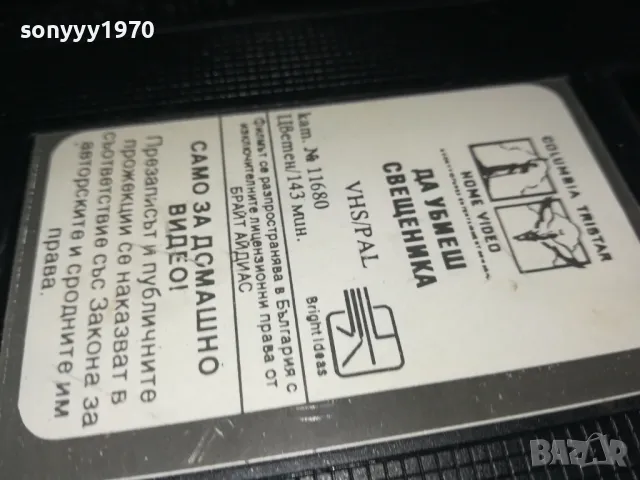 sonyyy1970
COLUMBIA TRISTAR
HOME VIDEO
ДА УБИЕШ
СВЕЩЕНИКА
VHS/PAL
Bright Ideas
kam. № 11680
Цветен/143 мин.
Филмът се разпространява в България с
изключителните лицензионни права от
БРАЙТ АЙДИАС
САМО ЗА ДОМАШНО
ВИДЕО!
Презаписът и публичните
прожекции се наказват в
съответствие със Закона за
авторските и сродните им
права.
BAZAR